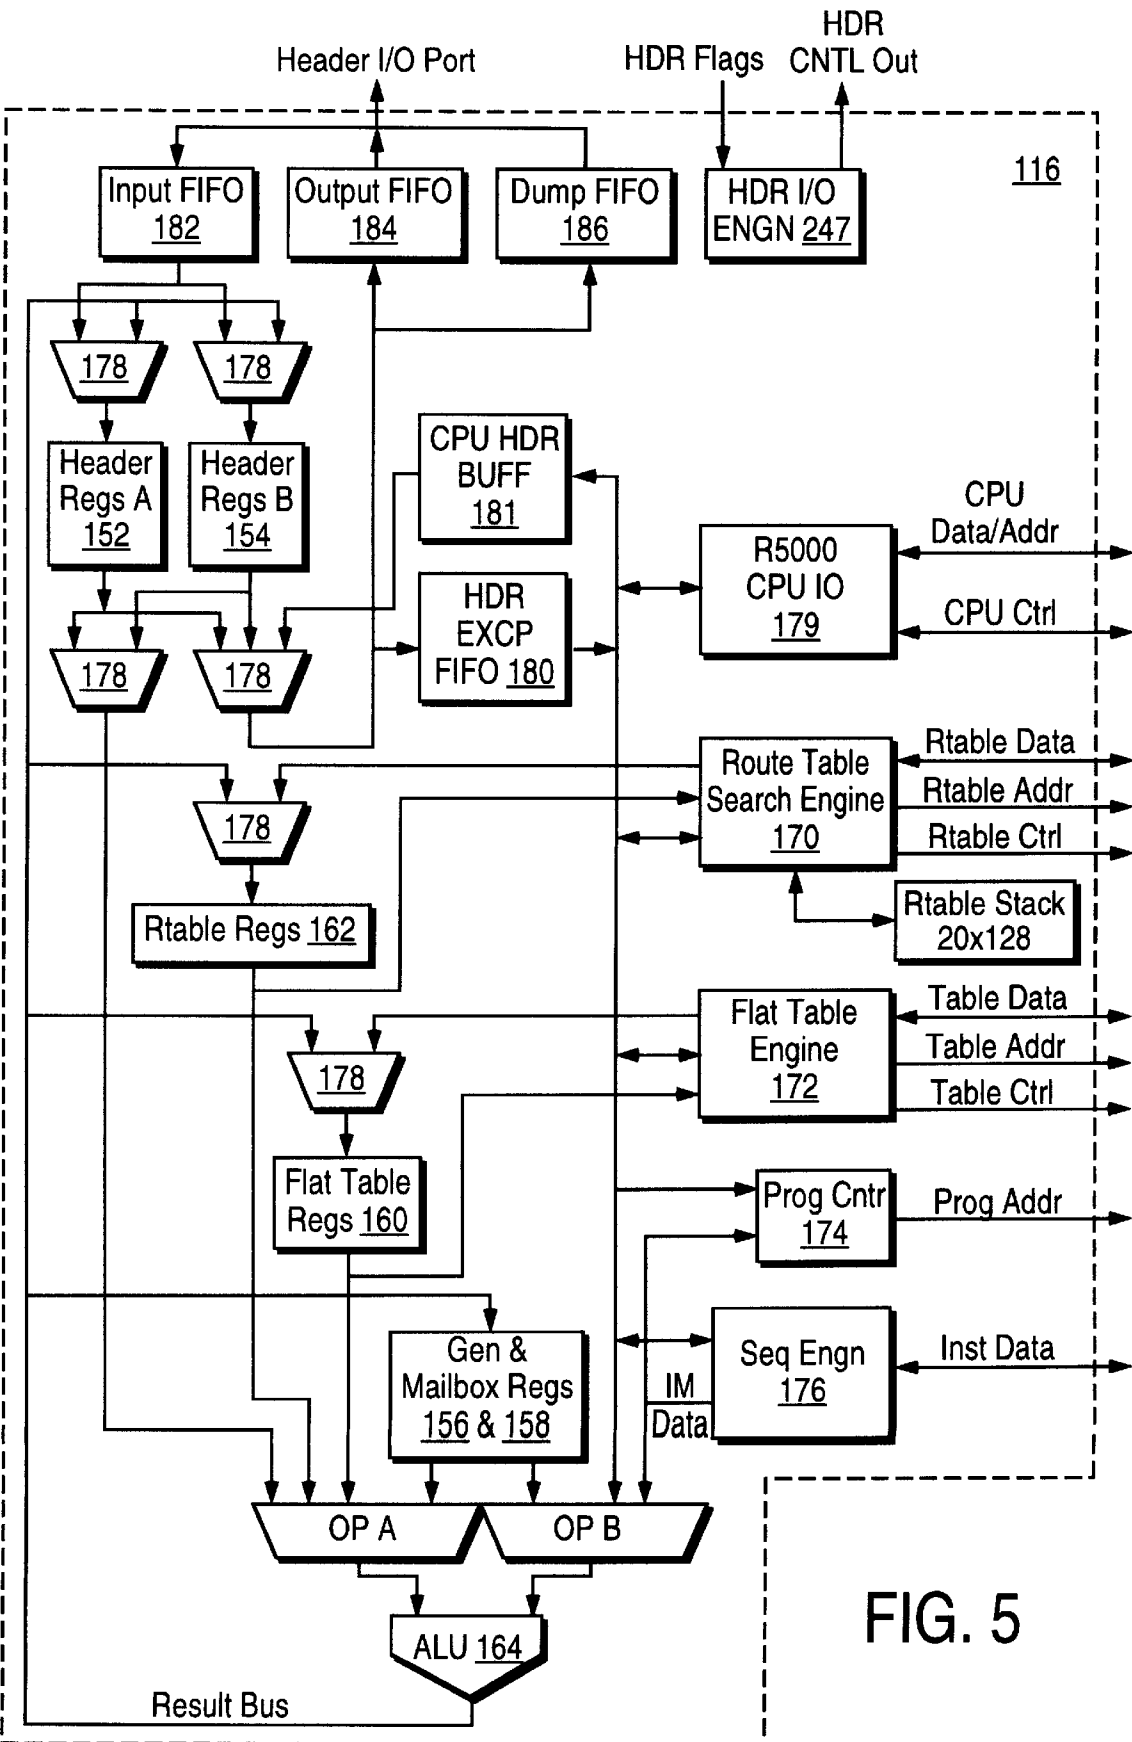 HDR
Header I/O Port
HDR Flags
CNTL Out
116
Input FIFO
182
Output FIFO
184
Dump FIFO
186
HDR I/O
ENGN 247
178
178
Header
Regs A
152
Header
Regs B
154
CPU HDR
BUFF
181
CPU
Data/Addr
R5000
CPU IO
179
CPU Ctrl
HDR
EXCP
FIFO 180
178
178
Route Table
Search Engine
170
Rtable Data
Rtable Addr
Rtable Ctrl
178
Rtable Stack
20x128
Rtable Regs 162
Flat Table
Engine
172
Table Data
Table Addr
Table Ctrl
178
Flat Table
Regs 160
Prog Cntr
174
Prog Addr
Gen &
Mailbox Regs
156 & 158
Seq Engn
176
Inst Data
IM
Data
OP A
OP B
ALU 164
FIG. 5
Result Bus